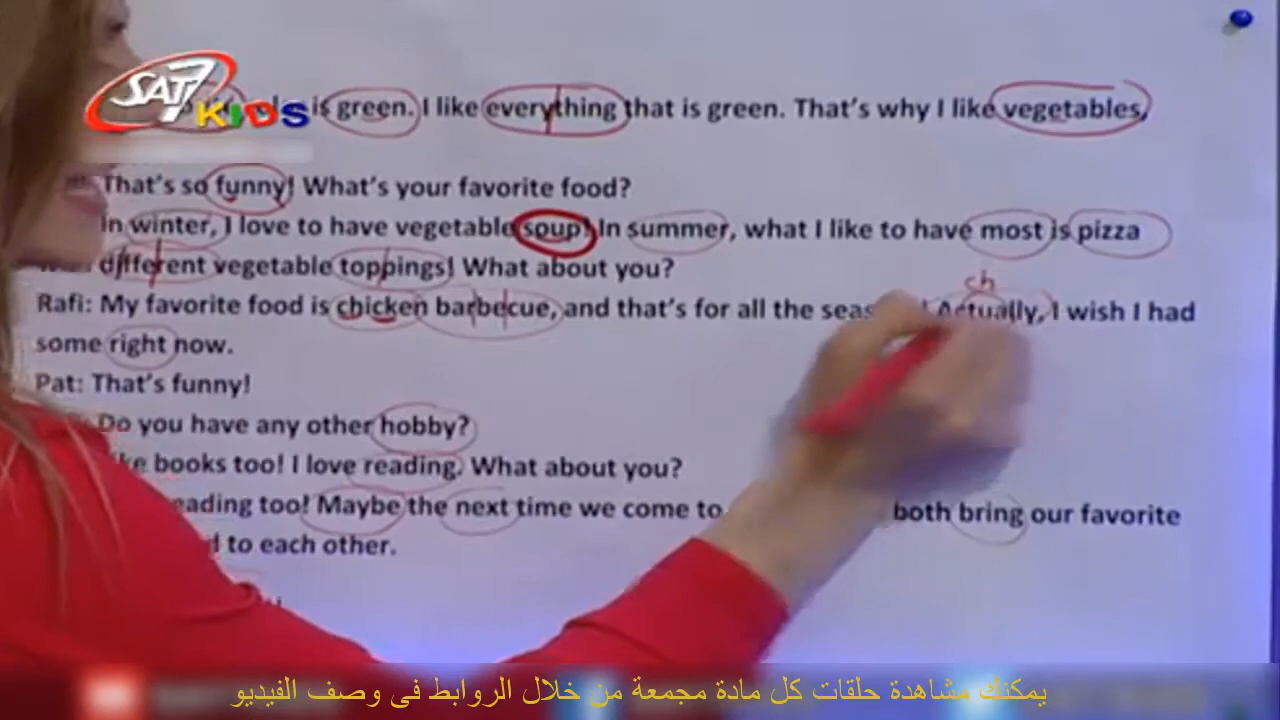 SAT7
KIDS
is green. I like everything that is green. That's why I like vegetables,
That's so funny! What's your favorite food?
In winter, I love to have vegetable soup! In summer, what I like to have most is pizza
different vegetable toppings! What about you?
ch
Rafi: My favorite food is chicken barbecue, and that's for all the Actually, I wish I had
some right now.
Pat: That's funny!
Do you have any other hobby?
books too! I love reading. What about you?
too! Maybe the next time we come to both bring our favorite
to each other.
يمكنك مشاهدة حلقات كل مادة مجمعة من خلال الروابط فى وصف الفيديو